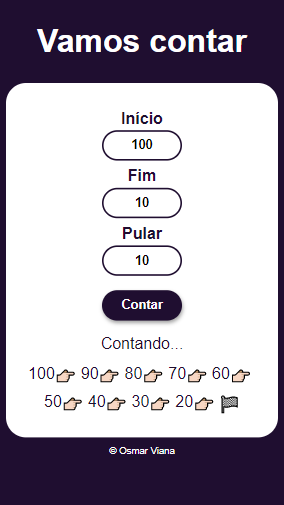 Vamos contar
Início
100
Fim
10
Pular
10
Contar
Contando...
100👉 90👉 80👉 70👉 60👉
50👉 40👉 30👉 20👉 🏁
© Osmar Viana